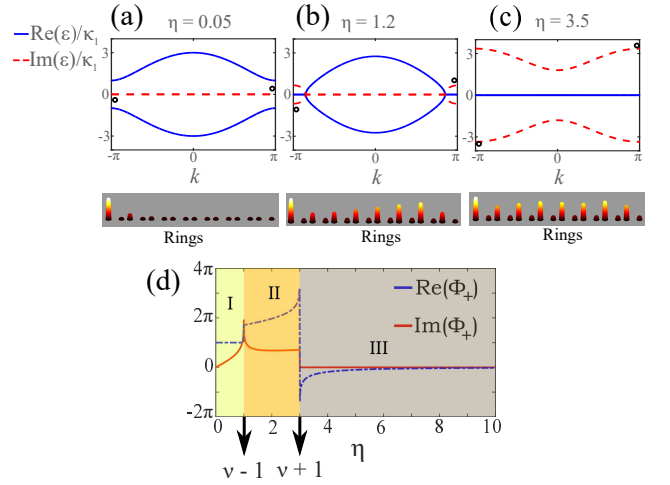 (a) η = 0.05
(b) η = 1.2
(c) η = 3.5
Re(ε)/κ₁
Im(ε)/κ₁
3
0
-3
-π 0 π
k
3
0
-3
-π 0 π
k
3
0
-3
-π 0 π
k
Rings
Rings
Rings
(d)
4π
2π
0
-2π
I
II
III
Re(Φ₊)
Im(Φ₊)
0 2 4 6 8 10
η
ν - 1
ν + 1